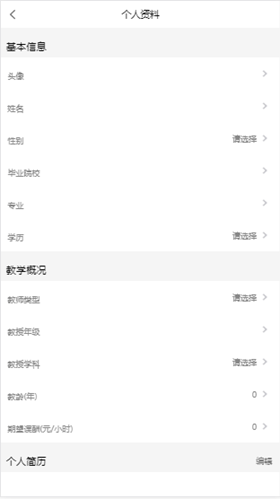 个人资料
基本信息
头像
姓名
性别 请选择
毕业院校
专业
学历 请选择
教学概况
教师类型 请选择
教授年级
教授学科 请选择
教龄(年) 0
期望课酬(元/小时) 0
个人简历 编辑